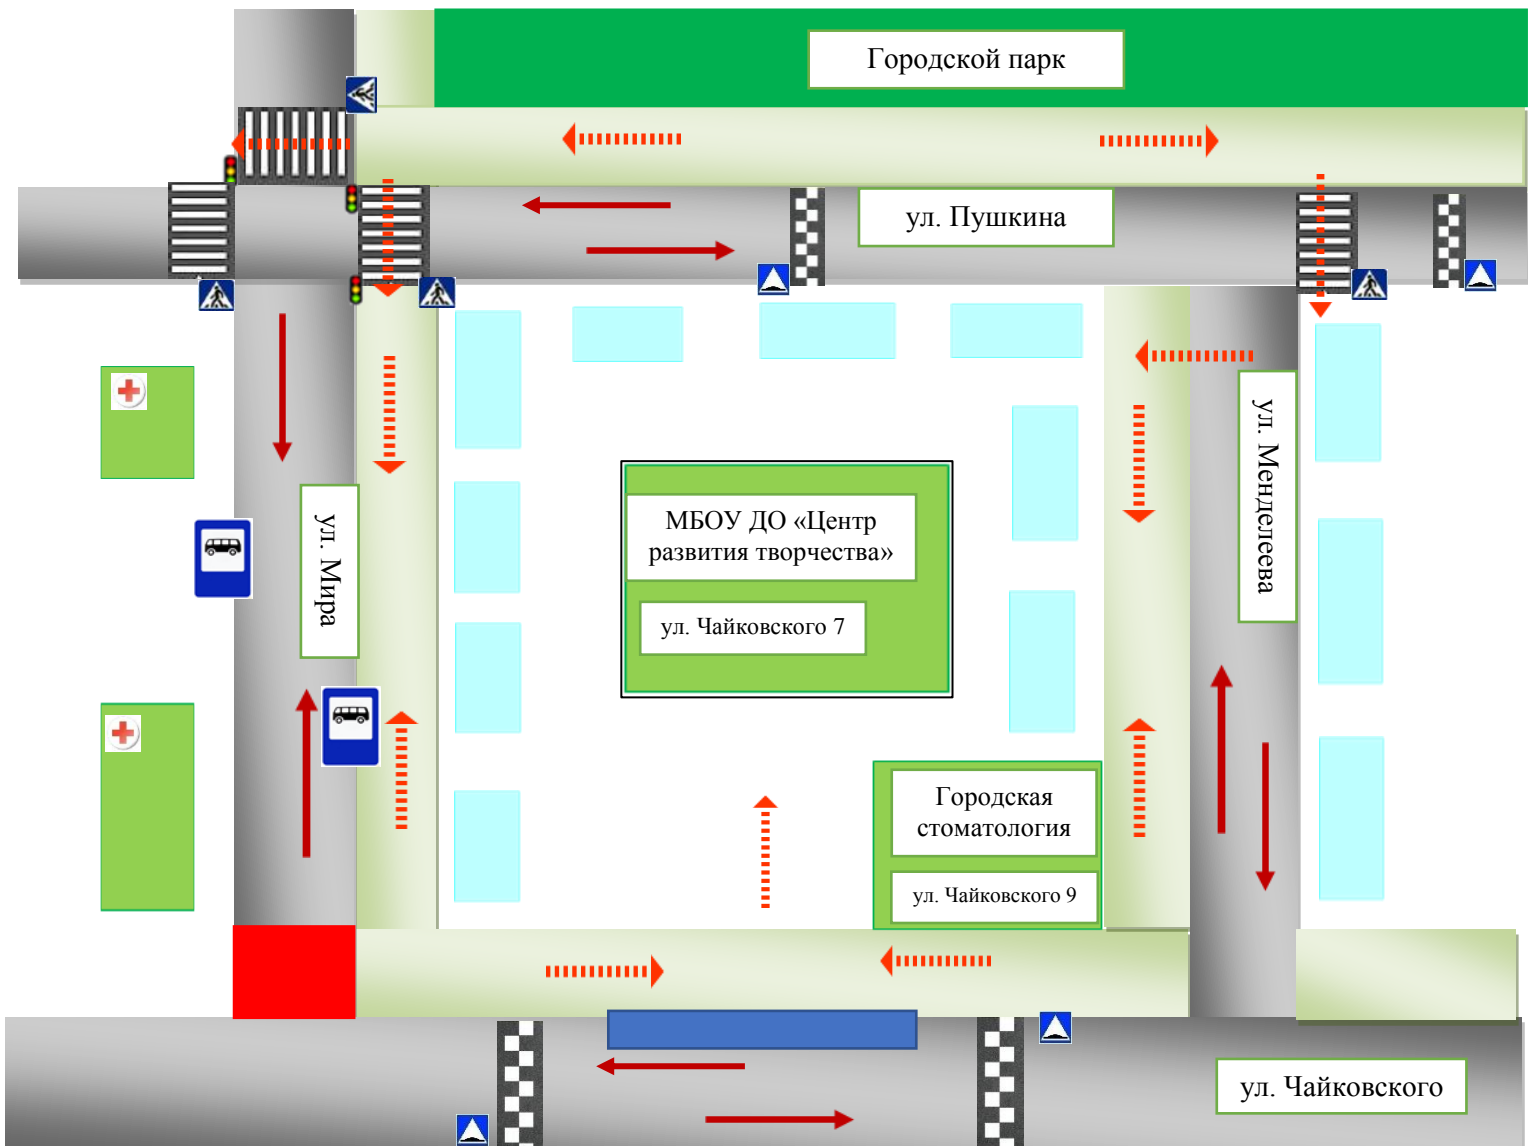 Городской парк
ул. Пушкина
ул. Мира
ул. Менделеева
МБОУ ДО «Центр
развития творчества»
ул. Чайковского 7
Городская
стоматология
ул. Чайковского 9
ул. Чайковского